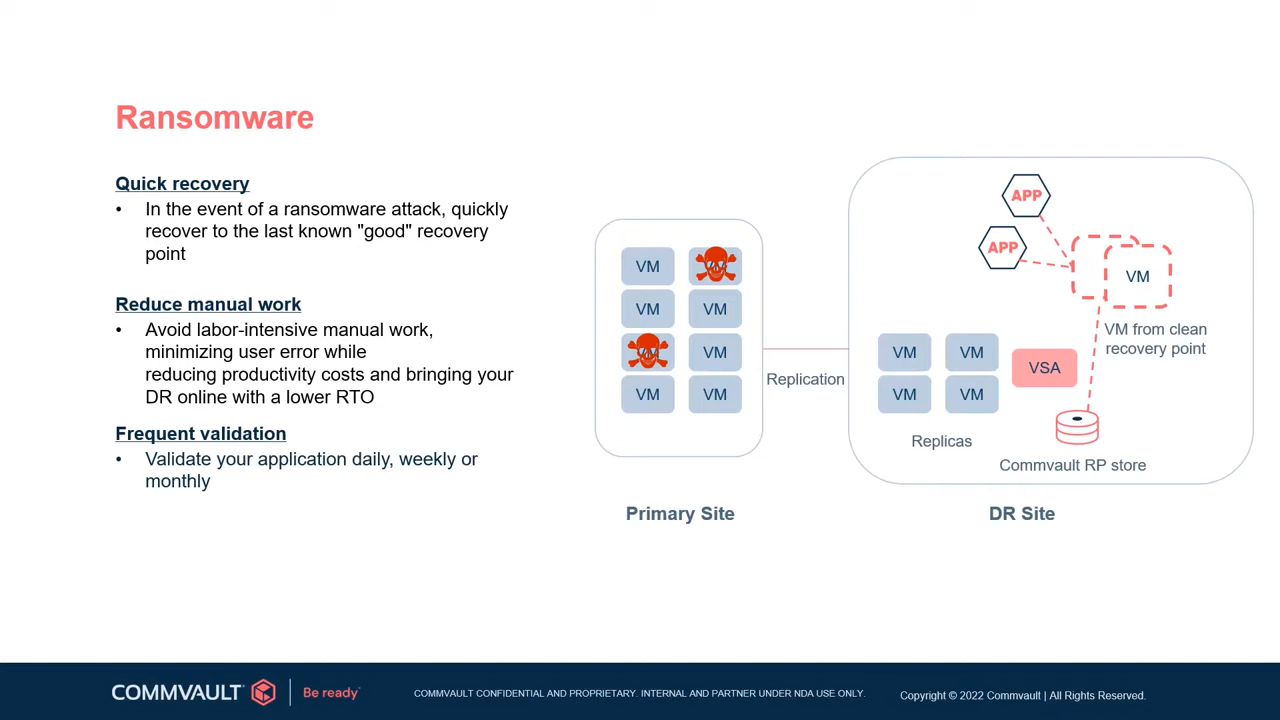 Ransomware
Quick recovery
• In the event of a ransomware attack, quickly
recover to the last known "good" recovery
point
Reduce manual work
• Avoid labor-intensive manual work,
minimizing user error while
reducing productivity costs and bringing your
DR online with a lower RTO
Frequent validation
• Validate your application daily, weekly or
monthly
VM
VM
VM
VM
VM
VM
VM
VM
Primary Site
Replication
APP
APP
VM
VM from clean
recovery point
VM
VM
VM
VM
VSA
Replicas
Commvault RP store
DR Site
COMMVAULT
Be ready
COMMVAULT CONFIDENTIAL AND PROPRIETARY. INTERNAL AND PARTNER UNDER NDA USE ONLY.
Copyright © 2022 Commvault | All Rights Reserved.